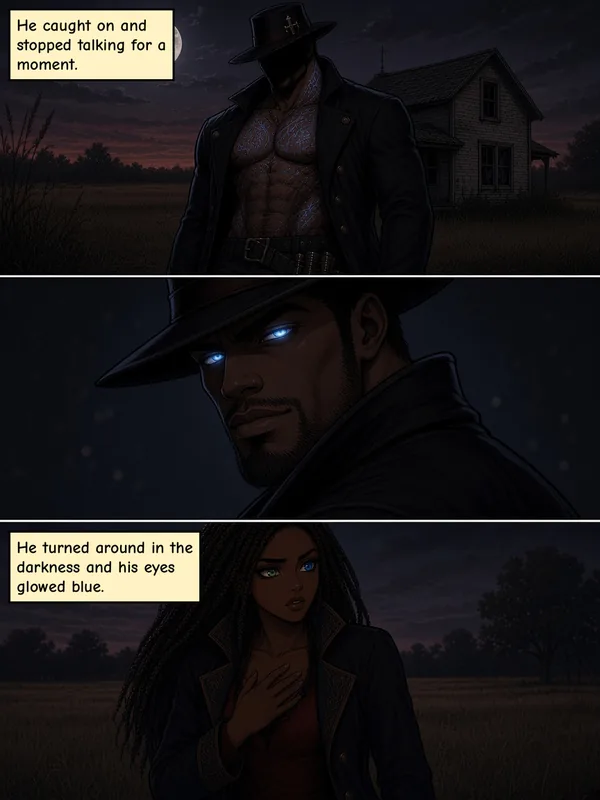 He caught on and
stopped talking for a
moment.
He turned around in the
darkness and his eyes
glowed blue.